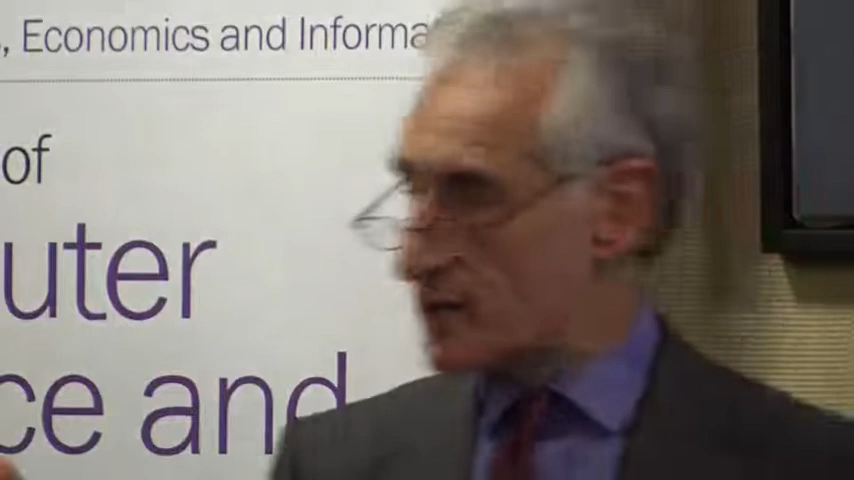 , Economics and Informa
of
uter
ce and